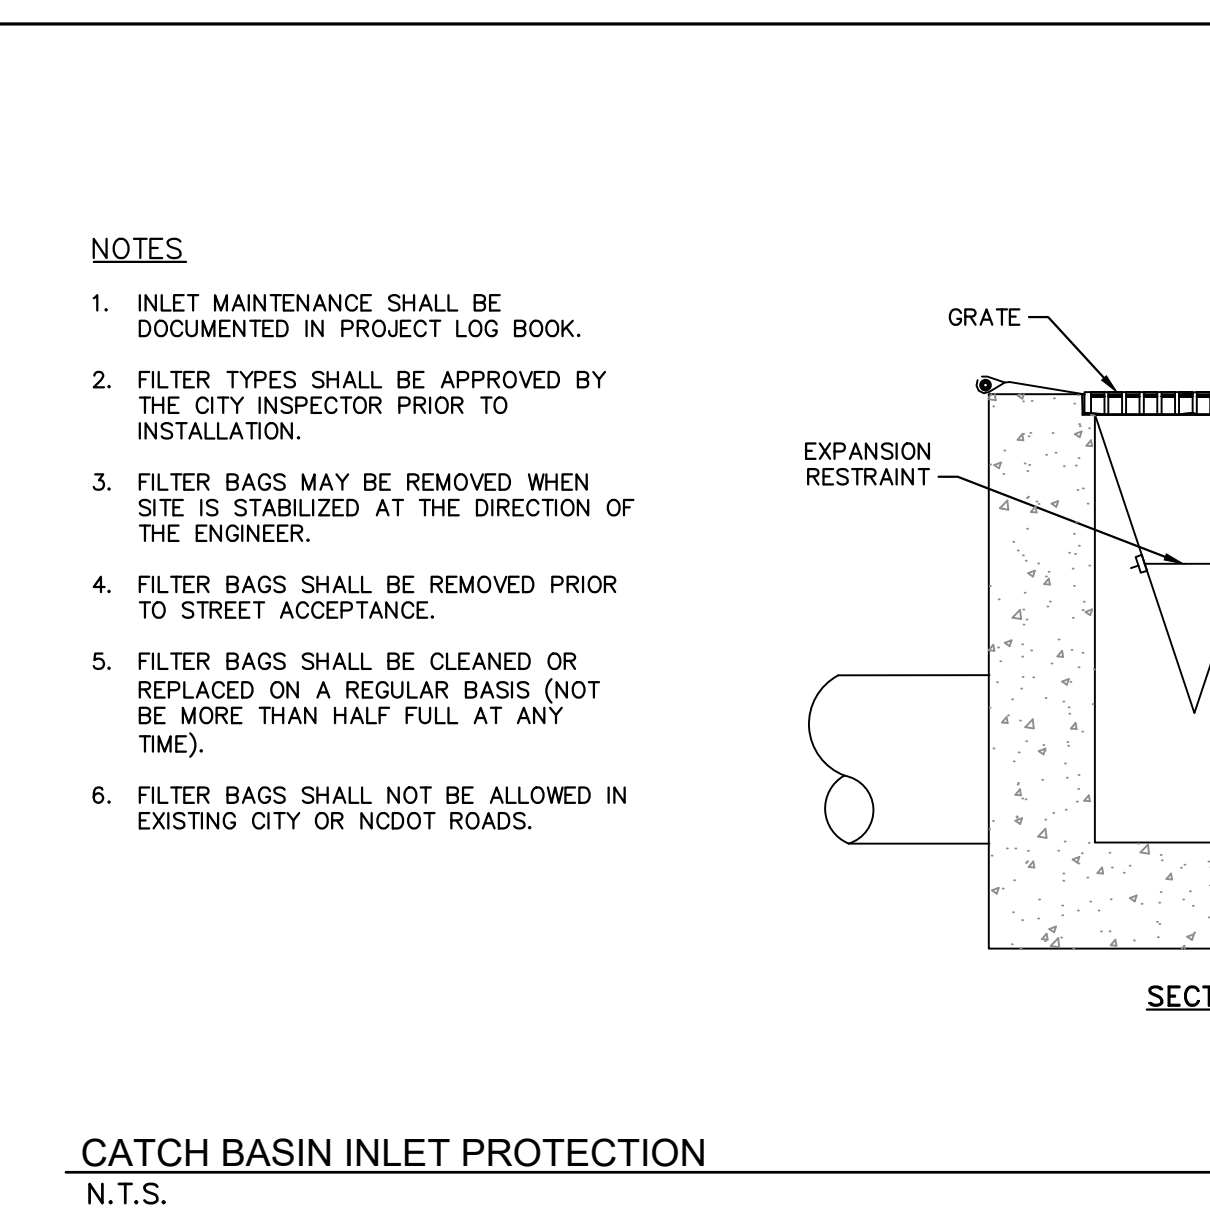 NOTES
1. INLET MAINTENANCE SHALL BE
DOCUMENTED IN PROJECT LOG BOOK.
2. FILTER TYPES SHALL BE APPROVED BY
THE CITY INSPECTOR PRIOR TO
INSTALLATION.
3. FILTER BAGS MAY BE REMOVED WHEN
SITE IS STABILIZED AT THE DIRECTION OF
THE ENGINEER.
4. FILTER BAGS SHALL BE REMOVED PRIOR
TO STREET ACCEPTANCE.
5. FILTER BAGS SHALL BE CLEANED OR
REPLACED ON A REGULAR BASIS (NOT
BE MORE THAN HALF FULL AT ANY
TIME).
6. FILTER BAGS SHALL NOT BE ALLOWED IN
EXISTING CITY OR NCDOT ROADS.
GRATE
EXPANSION
RESTRAINT
CATCH BASIN INLET PROTECTION
N.T.S.